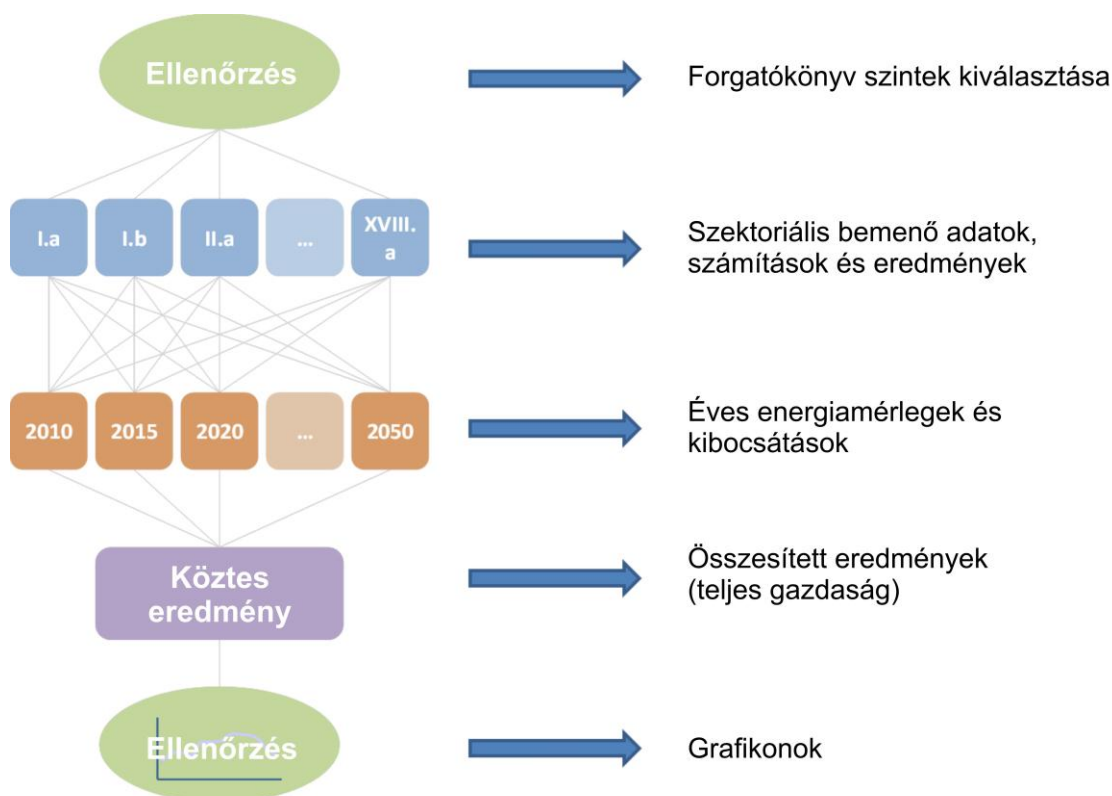 Ellenőrzés
Forgatókönyv szintek kiválasztása
I.a
I.b
II.a
...
XVIII.
a
Szektoriális bemenő adatok,
számítások és eredmények
2010
2015
2020
...
2050
Éves energiamérlegek és
kibocsátások
Köztes
eredmény
Összesített eredmények
(teljes gazdaság)
Ellenőrzés
Grafikonok